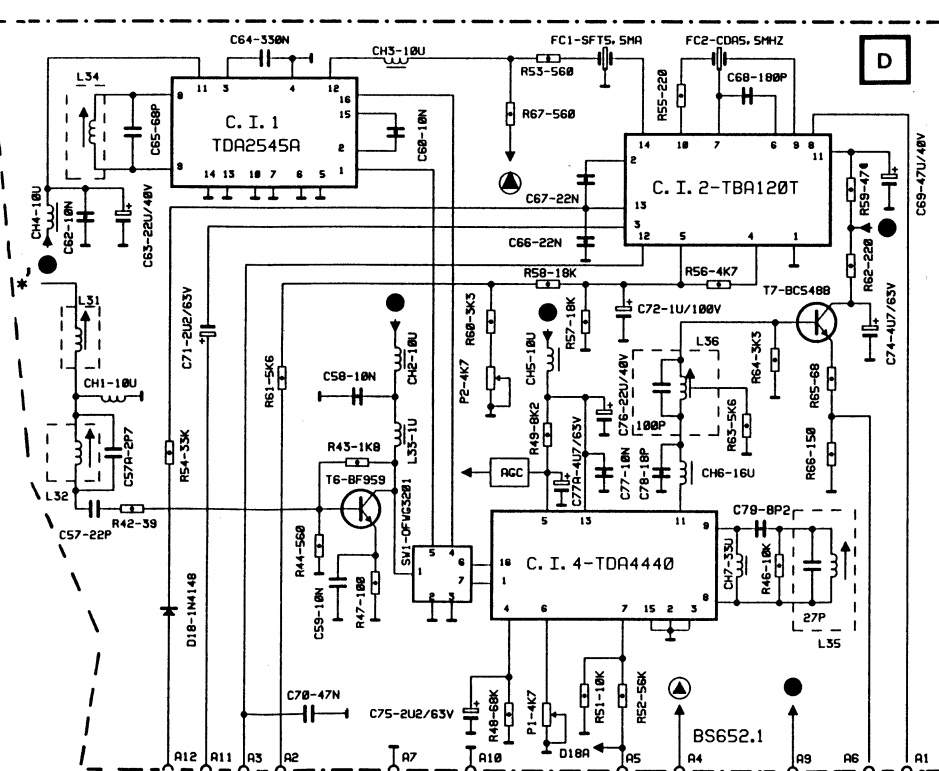 C64-330N
CH3-10U
FC1-SFT5,5MA
FC2-CDA5,5MHZ
D
L34
11 3 4 12
R53-560
R55-220
C68-180P
8 16
15
C65-68P
C.I.1
TDA2545A
C60-10N
R67-560
14 10 7 6 9 8
11
2
9 2
1
14 13 10 7 6 5
C.I.2-TBA120T
R59-471
C69-47U/40V
CH4-10U
C62-10N
C63-22U/40V
C67-22N
13
3
C66-22N
12 5 4 1
R62-220
*'
R58-18K
R56-4K7
T7-BC548B
L31
C71-2U2/63V
R60-3K3
R57-18K
C72-1U/100V
C74-4U7/63V
CH2-10U
CH5-10U
L36
R64-3K3
CH1-10U
R61-5K6
C58-10N
P2-4K7
C76-22U/40V
100P
R65-68
C57A-2P7
R49-8K2
R63-5K6
L33-1U
R54-33K
R43-1K8
C77A-4U7/63V
C77-10N
C78-18P
R66-150
L32
T6-BF959
AGC
CH6-16U
C57-22P
R42-39
SW1-OFWG3201
5 13 11
C79-8P2
R44-560
5 4
6
1 7
2 3
16
1
C.I.4-TDA4440
9
8
CH7-33U
R46-10K
27P
L35
C59-10N
R47-100
4 6 7 15 2 3
D18-1N4148
C70-47N
C75-2U2/63V
R48-68K
P1-4K7
R51-10K
R52-56K
D18A
BS652.1
A12 A11 A3 A2 A7 A10 A5 A4 A9 A6 A1